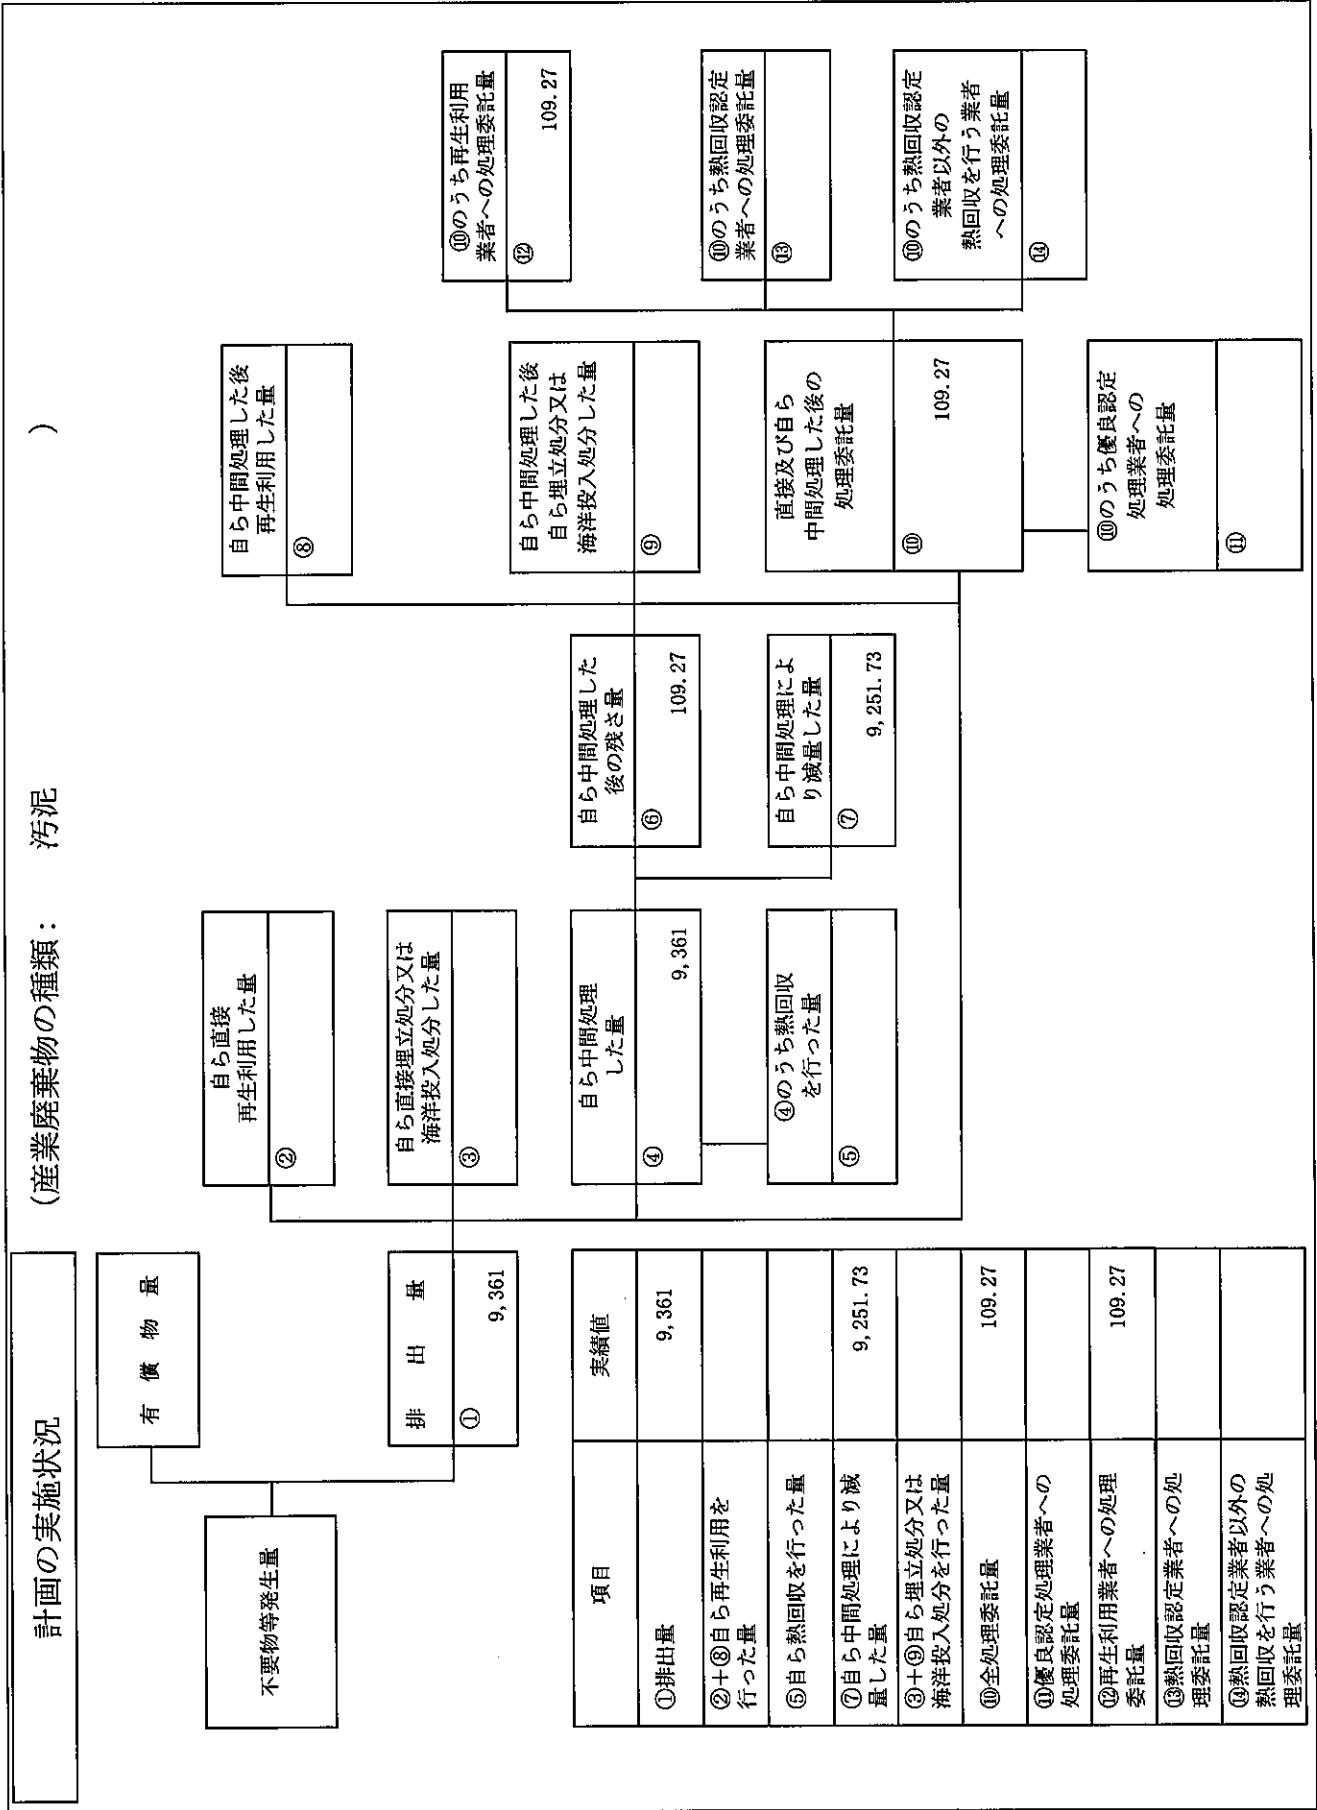 計画の実施状況
(産業廃棄物の種類： 汚泥 )
不要物等発生量
有償物量
排出量
① 9,361
自ら直接
再生利用した量
②
自ら直接埋立処分又は
海洋投入処分した量
③
自ら中間処理
した量
④ 9,361
④のうち熱回収
を行った量
⑤
自ら中間処理した
後の残さ量
⑥ 109.27
自ら中間処理によ
り減量した量
⑦ 9,251.73
自ら中間処理した後
再生利用した量
⑧
自ら中間処理した後
自ら埋立処分又は
海洋投入処分した量
⑨
直接及び自ら
中間処理した後の
処理委託量
⑩ 109.27
⑩のうち優良認定
処理業者への
処理委託量
⑪
⑩のうち再生利用
業者への処理委託量
⑫ 109.27
⑩のうち熱回収認定
業者への処理委託量
⑬
⑩のうち熱回収認定
業者以外の
熱回収を行う業者
への処理委託量
⑭
項目 実績値
①排出量 9,361
②＋⑧自ら再生利用を
行った量
⑤自ら熱回収を行った量
⑦自ら中間処理により減
量した量 9,251.73
③＋⑨自ら埋立処分又は
海洋投入処分を行った量
⑩全処理委託量 109.27
⑪優良認定処理業者への
処理委託量
⑫再生利用業者への処理
委託量 109.27
⑬熱回収認定業者への処
理委託量
⑭熱回収認定業者以外の
熱回収を行う業者への処
理委託量